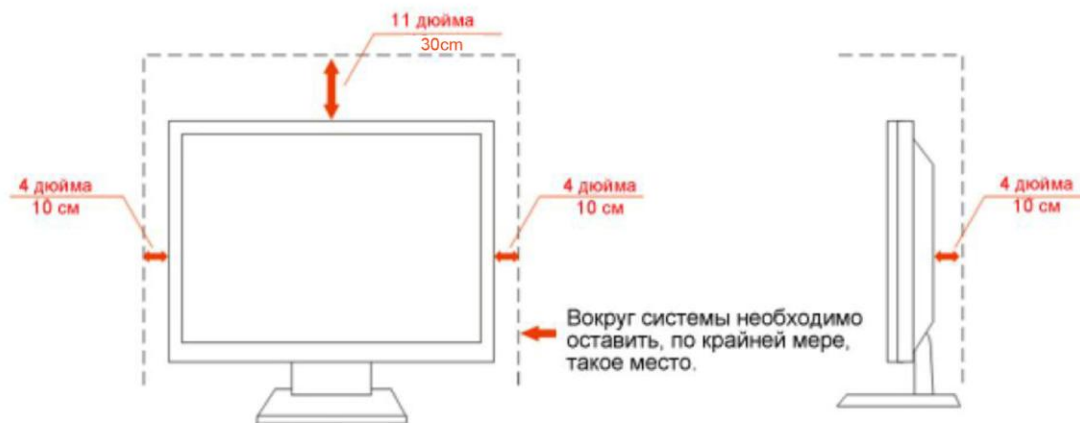 11 дюйма
30cm
4 дюйма
10 см
4 дюйма
10 см
4 дюйма
10 см
Вокруг системы необходимо
оставить, по крайней мере,
такое место.